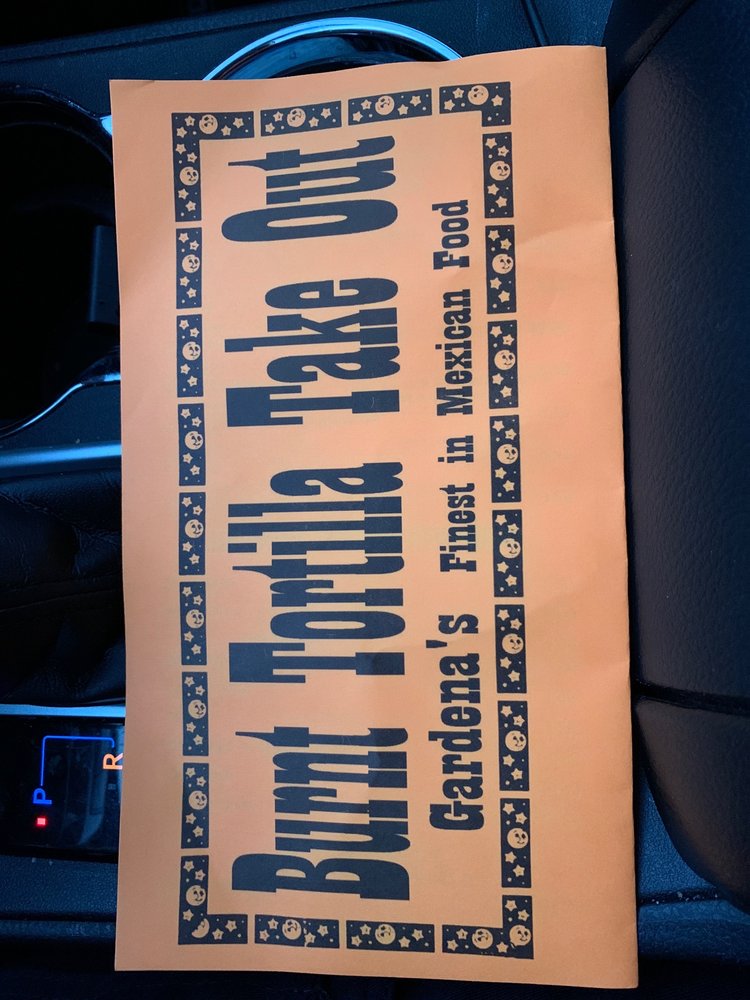 Burnt Tortilla Take Out
Gardena's Finest in Mexican Food
P
R